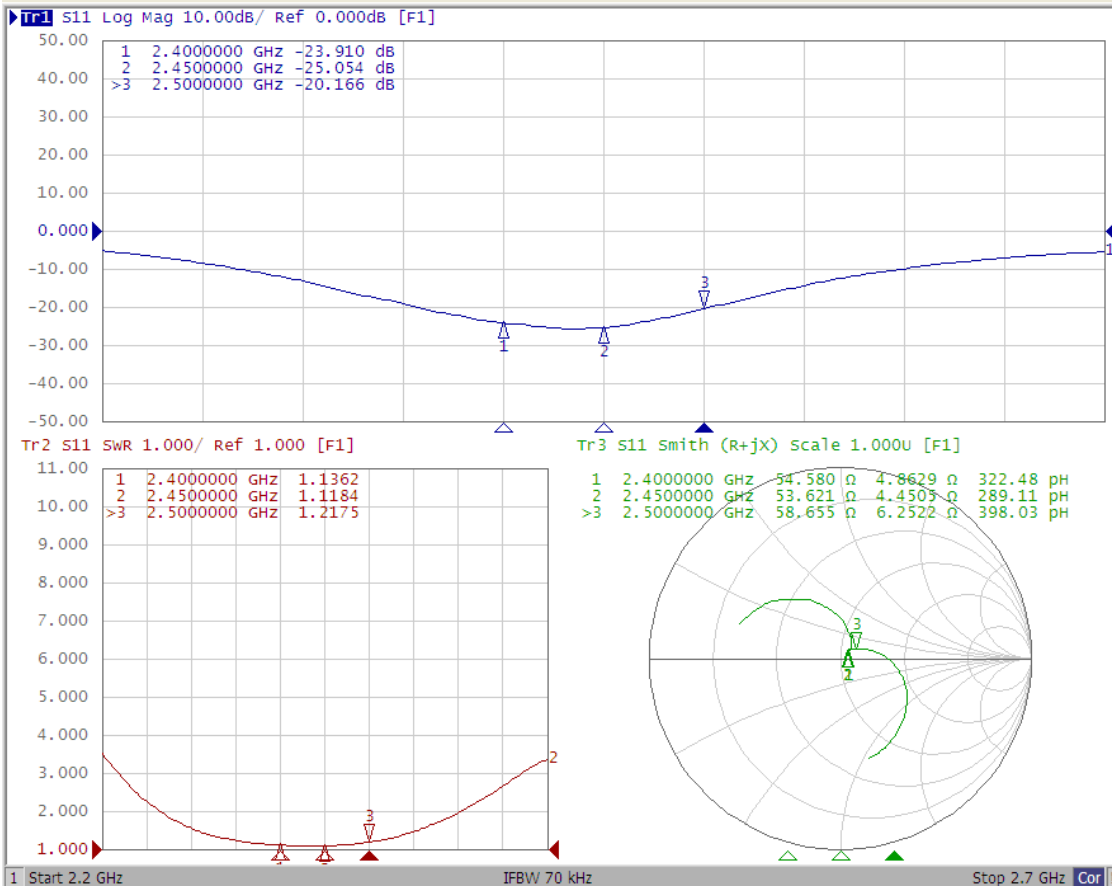 Tr1 S11 Log Mag 10.00dB/ Ref 0.000dB [F1]
50.00
1 2.4000000 GHz -23.910 dB
2 2.4500000 GHz -25.054 dB
>3 2.5000000 GHz -20.166 dB
40.00
30.00
20.00
10.00
0.000
1
-10.00
3
-20.00
-30.00
1
2
-40.00
-50.00
Tr2 S11 SWR 1.000/ Ref 1.000 [F1]
11.00
1 2.4000000 GHz 1.1362
2 2.4500000 GHz 1.1184
>3 2.5000000 GHz 1.2175
10.00
9.000
8.000
7.000
6.000
5.000
4.000
3.000
2
2.000
3
1.000
1
2
Tr3 S11 Smith (R+jX) Scale 1.000U [F1]
1 2.4000000 GHz 54.580 Ω 4.8629 Ω 322.48 pH
2 2.4500000 GHz 53.621 Ω 4.4505 Ω 289.11 pH
>3 2.5000000 GHz 58.655 Ω 6.2522 Ω 398.03 pH
3
2
1 Start 2.2 GHz
IFBW 70 kHz
Stop 2.7 GHz Cor